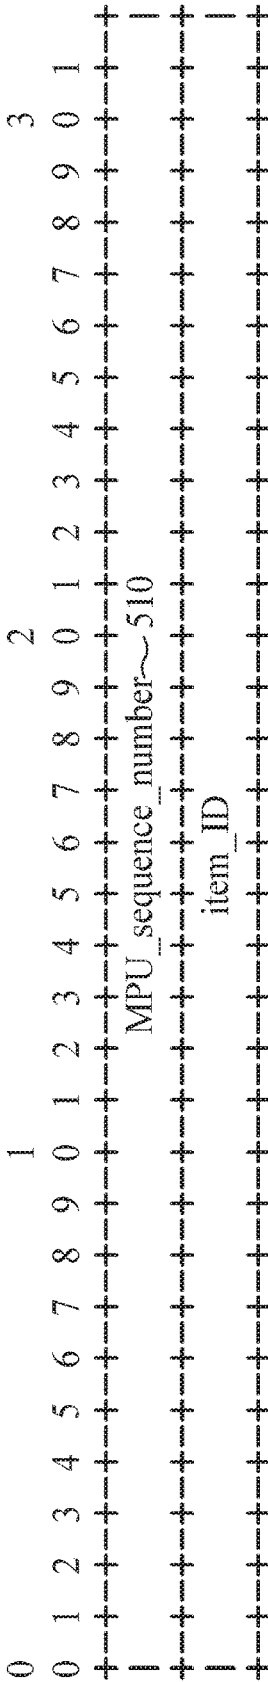 0                   1                   2                   3
0 1 2 3 4 5 6 7 8 9 0 1 2 3 4 5 6 7 8 9 0 1 2 3 4 5 6 7 8 9 0 1
+-+-+-+-+-+-+-+-+-+-+-+-+-+-+-+-+-+-+-+-+-+-+-+-+-+-+-+-+-+-+-+-+
| MPU_sequence_number~510 |
+-+-+-+-+-+-+-+-+-+-+-+-+-+-+-+-+-+-+-+-+-+-+-+-+-+-+-+-+-+-+-+-+
| item_ID |
+-+-+-+-+-+-+-+-+-+-+-+-+-+-+-+-+-+-+-+-+-+-+-+-+-+-+-+-+-+-+-+-+